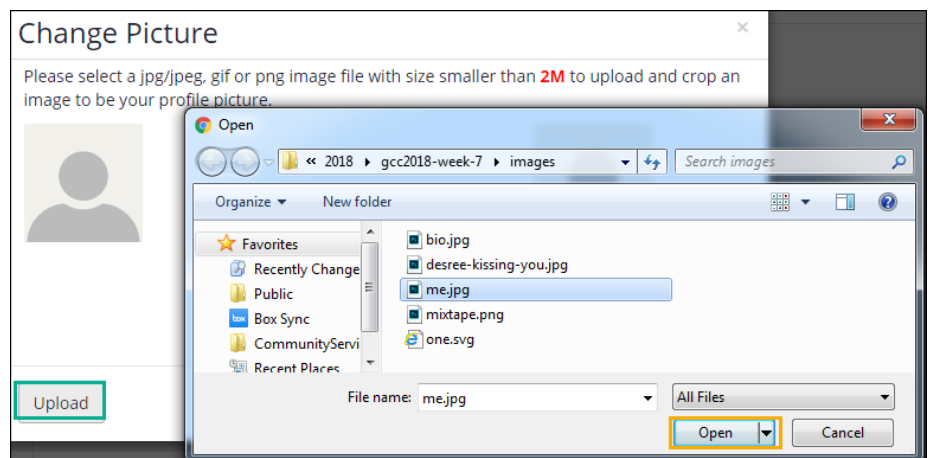 Change Picture
×
Please select a jpg/jpeg, gif or png image file with size smaller than 2M to upload and crop an
image to be your profile picture.
Open
x
« 2018 ▸ gcc2018-week-7 ▸ images
Search images
Organize
New folder
?
Favorites
Recently Change
Public
box Box Sync
CommunityServi
Recent Places
bio.jpg
desree-kissing-you.jpg
me.jpg
mixtape.png
one.svg
File name: me.jpg
All Files
Open
Cancel
Upload